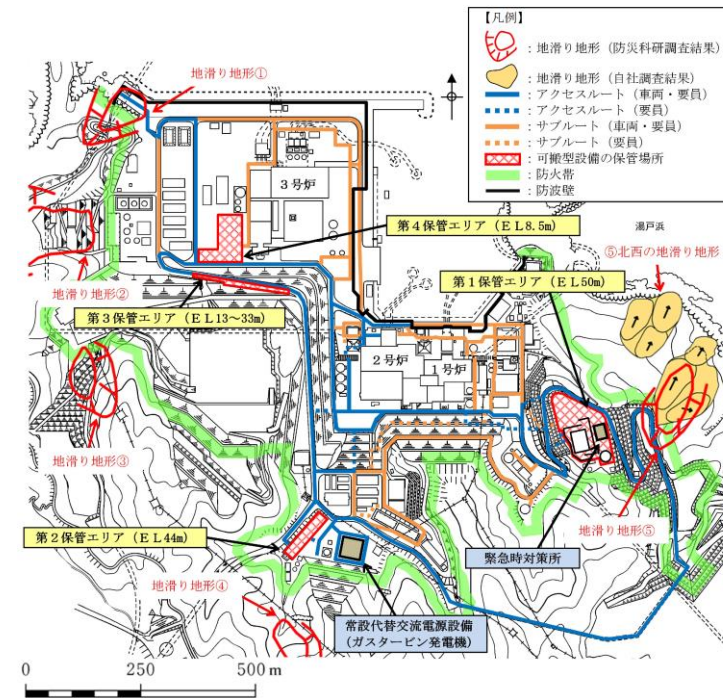 【凡例】
：地滑り地形（防災科研調査結果）
：地滑り地形（自社調査結果）
：アクセスルート（車両・要員）
：アクセスルート（要員）
：サブルート（車両・要員）
：サブルート（要員）
：可搬型設備の保管場所
：防火帯
：防波壁
地滑り地形①
３号炉
第４保管エリア（ＥＬ8.5m）
湯戸浜
⑤北西の地滑り地形
第１保管エリア（ＥＬ50m）
地滑り地形②
第３保管エリア（ＥＬ13～33m）
２号炉
１号炉
地滑り地形③
地滑り地形⑤
第２保管エリア（ＥＬ44m）
緊急時対策所
地滑り地形④
常設代替交流電源設備
（ガスタービン発電機）
0 250 500 m